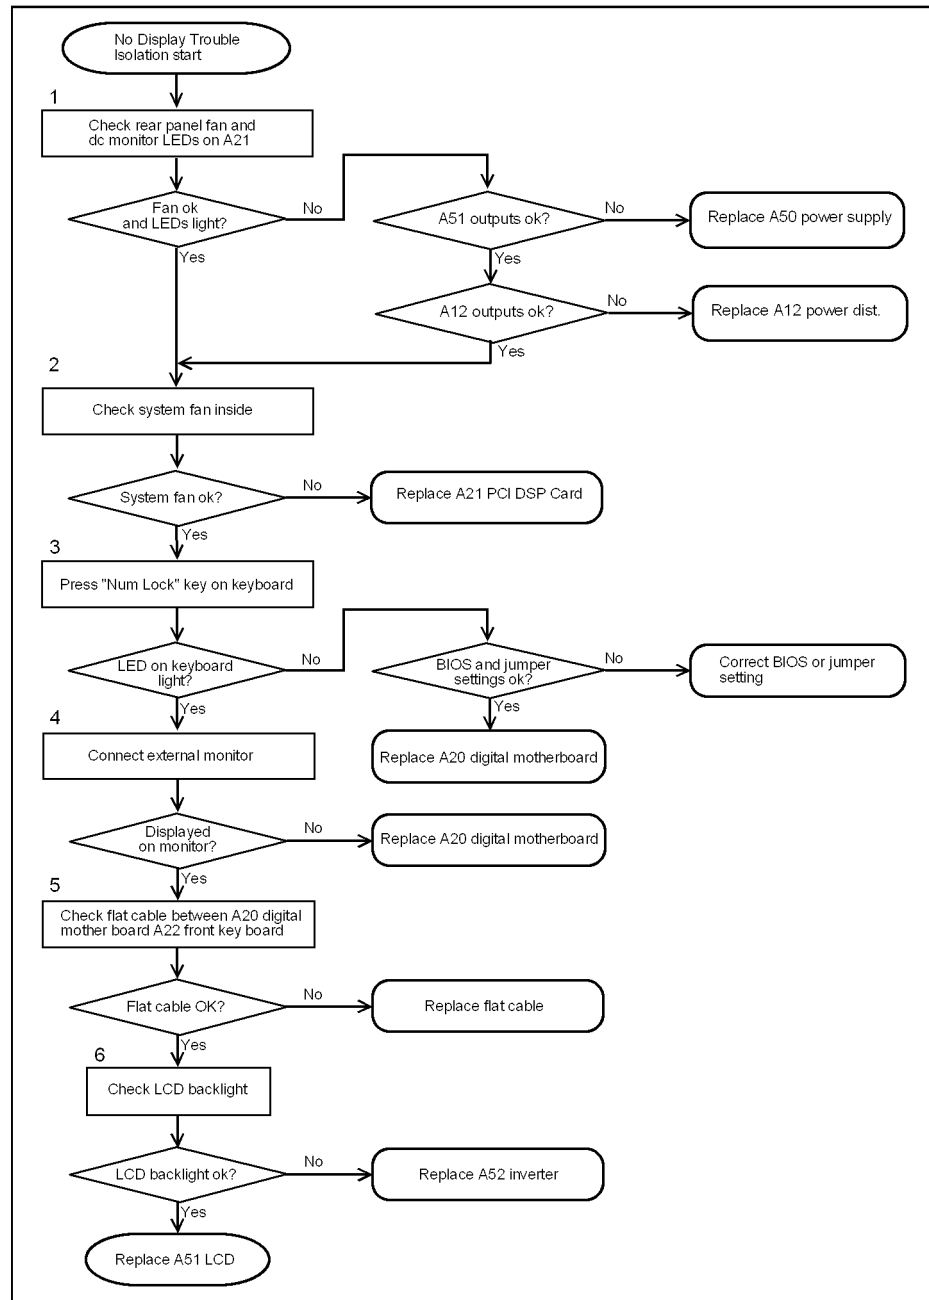 No Display Trouble
Isolation start
1
Check rear panel fan and
dc monitor LEDs on A21
Fan ok
and LEDs light?
No
Yes
A51 outputs ok?
No
Replace A50 power supply
Yes
A12 outputs ok?
No
Replace A12 power dist.
Yes
2
Check system fan inside
System fan ok?
No
Replace A21 PCI DSP Card
Yes
3
Press "Num Lock" key on keyboard
LED on keyboard
light?
No
Yes
BIOS and jumper
settings ok?
No
Correct BIOS or jumper
setting
Yes
Replace A20 digital motherboard
4
Connect external monitor
Displayed
on monitor?
No
Replace A20 digital motherboard
Yes
5
Check flat cable between A20 digital
mother board A22 front key board
Flat cable OK?
No
Replace flat cable
Yes
6
Check LCD backlight
LCD backlight ok?
No
Replace A52 inverter
Yes
Replace A51 LCD